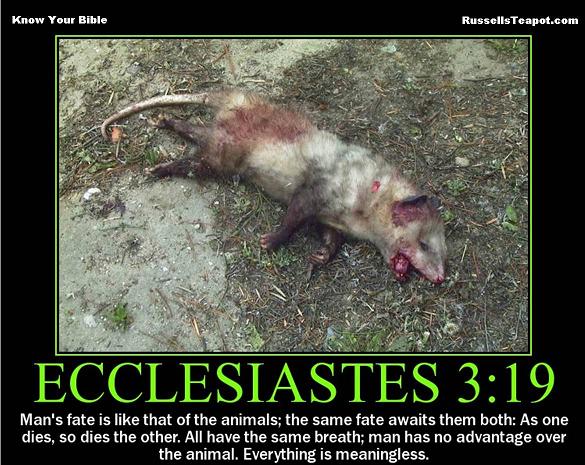 Know Your Bible
RussellsTeapot.com
ECCLESIASTES 3:19
Man's fate is like that of the animals; the same fate awaits them both: As one
dies, so dies the other. All have the same breath; man has no advantage over
the animal. Everything is meaningless.